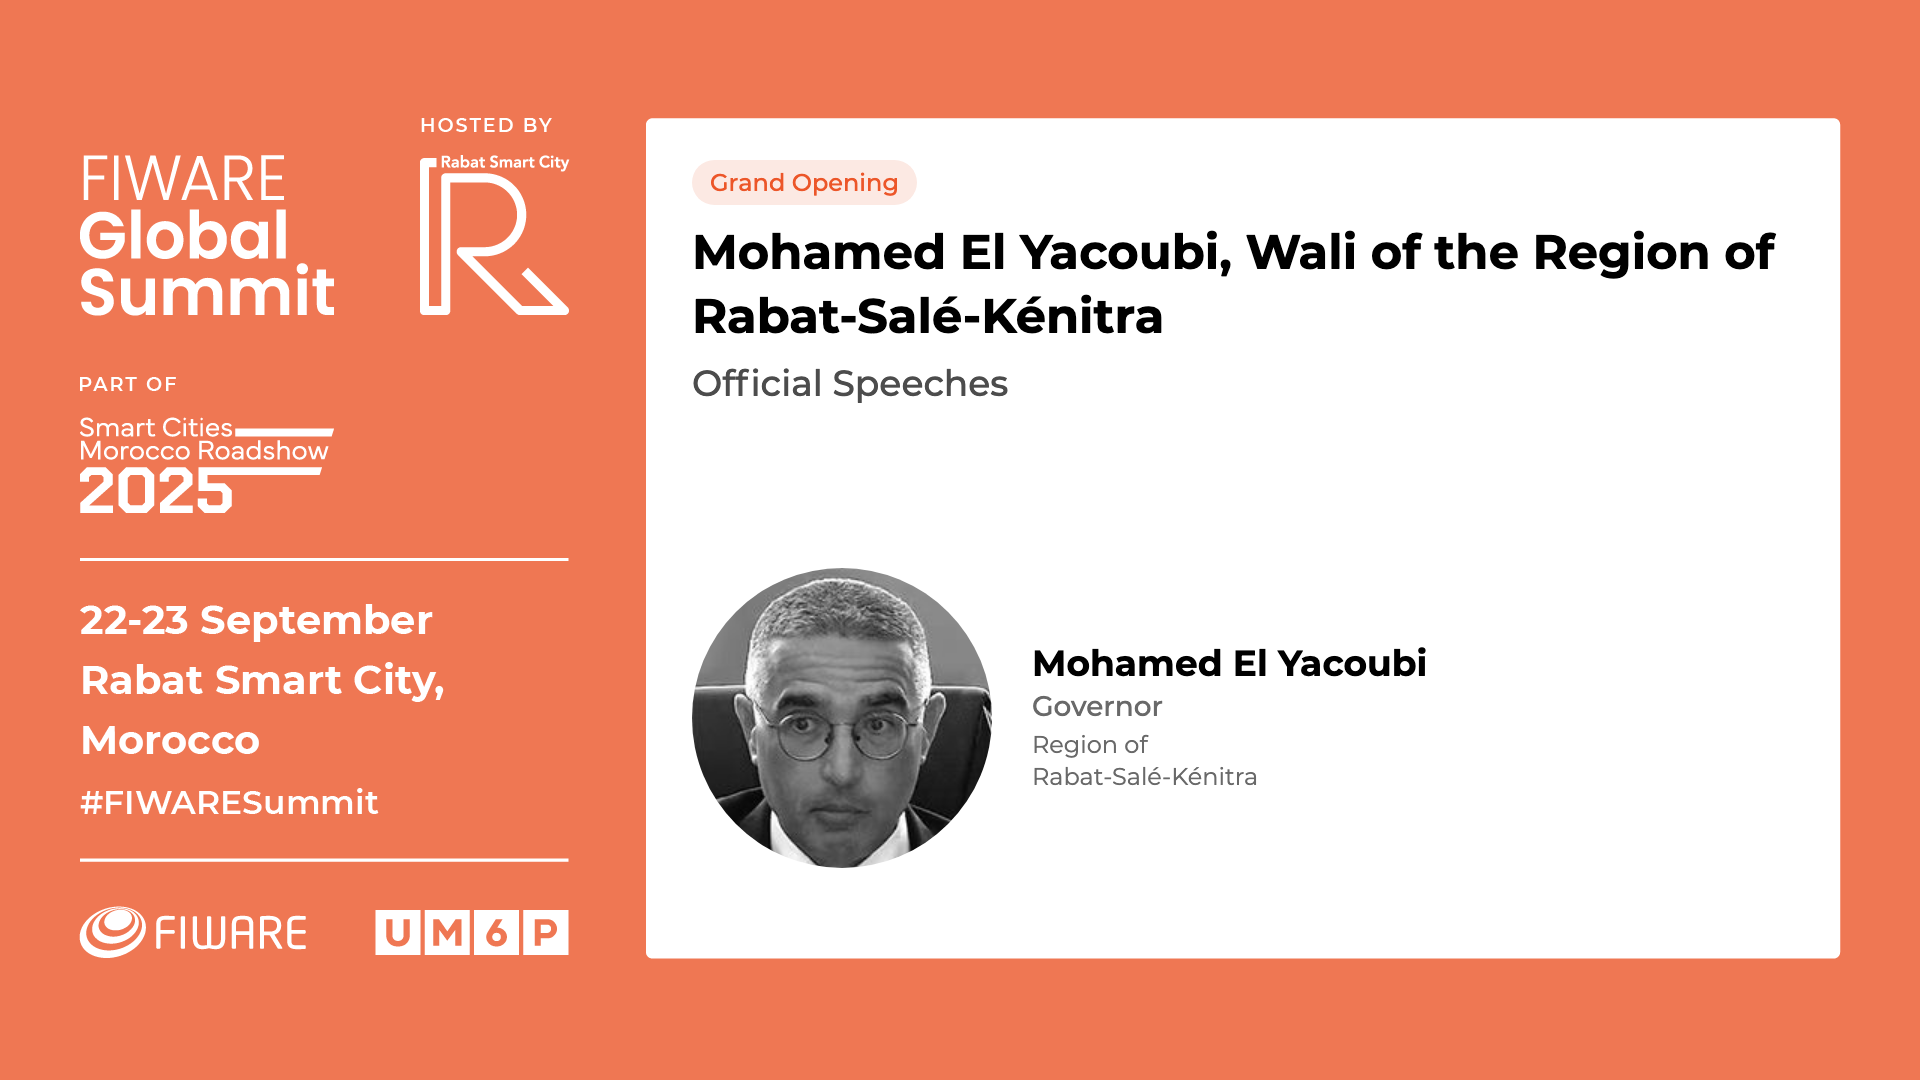 FIWARE
Global
Summit
HOSTED BY
Rabat Smart City
R
PART OF
Smart Cities
Morocco Roadshow
2025
22-23 September
Rabat Smart City,
Morocco
#FIWARESummit
FIWARE
UM6P
Grand Opening
Mohamed El Yacoubi, Wali of the Region of
Rabat-Salé-Kénitra
Official Speeches
Mohamed El Yacoubi
Governor
Region of
Rabat-Salé-Kénitra